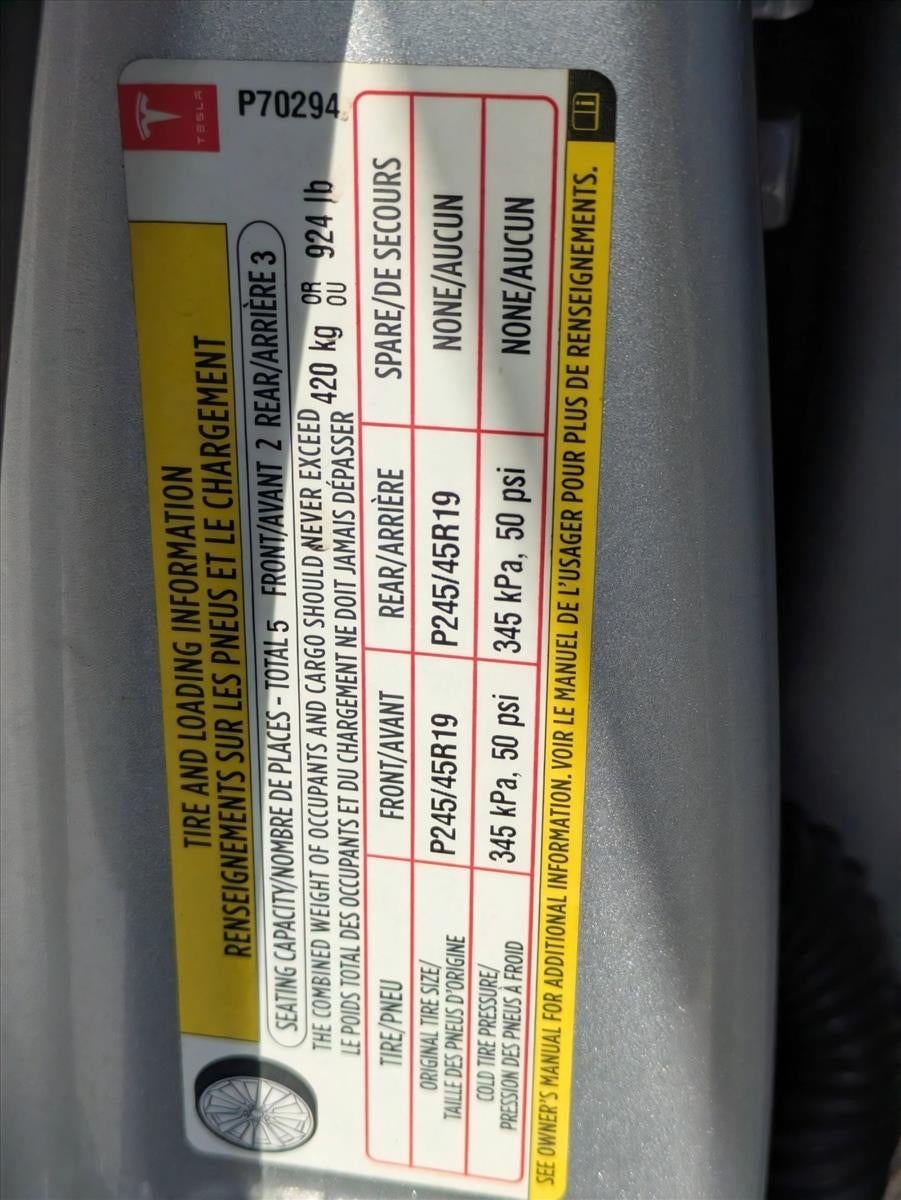 TESLA
P70294
TIRE AND LOADING INFORMATION
RENSEIGNEMENTS SUR LES PNEUS ET LE CHARGEMENT
SEATING CAPACITY/NOMBRE DE PLACES - TOTAL 5 FRONT/AVANT 2 REAR/ARRIÈRE 3
THE COMBINED WEIGHT OF OCCUPANTS AND CARGO SHOULD NEVER EXCEED
LE POIDS TOTAL DES OCCUPANTS ET DU CHARGEMENT NE DOIT JAMAIS DÉPASSER
420 kg OR OU 924 lb
TIRE/PNEU FRONT/AVANT REAR/ARRIÈRE SPARE/DE SECOURS
ORIGINAL TIRE SIZE/
TAILLE DES PNEUS D'ORIGINE
P245/45R19 P245/45R19 NONE/AUCUN
COLD TIRE PRESSURE/
PRESSION DES PNEUS À FROID
345 kPa, 50 psi 345 kPa, 50 psi NONE/AUCUN
SEE OWNER'S MANUAL FOR ADDITIONAL INFORMATION. VOIR LE MANUEL DE L'USAGER POUR PLUS DE RENSEIGNEMENTS.